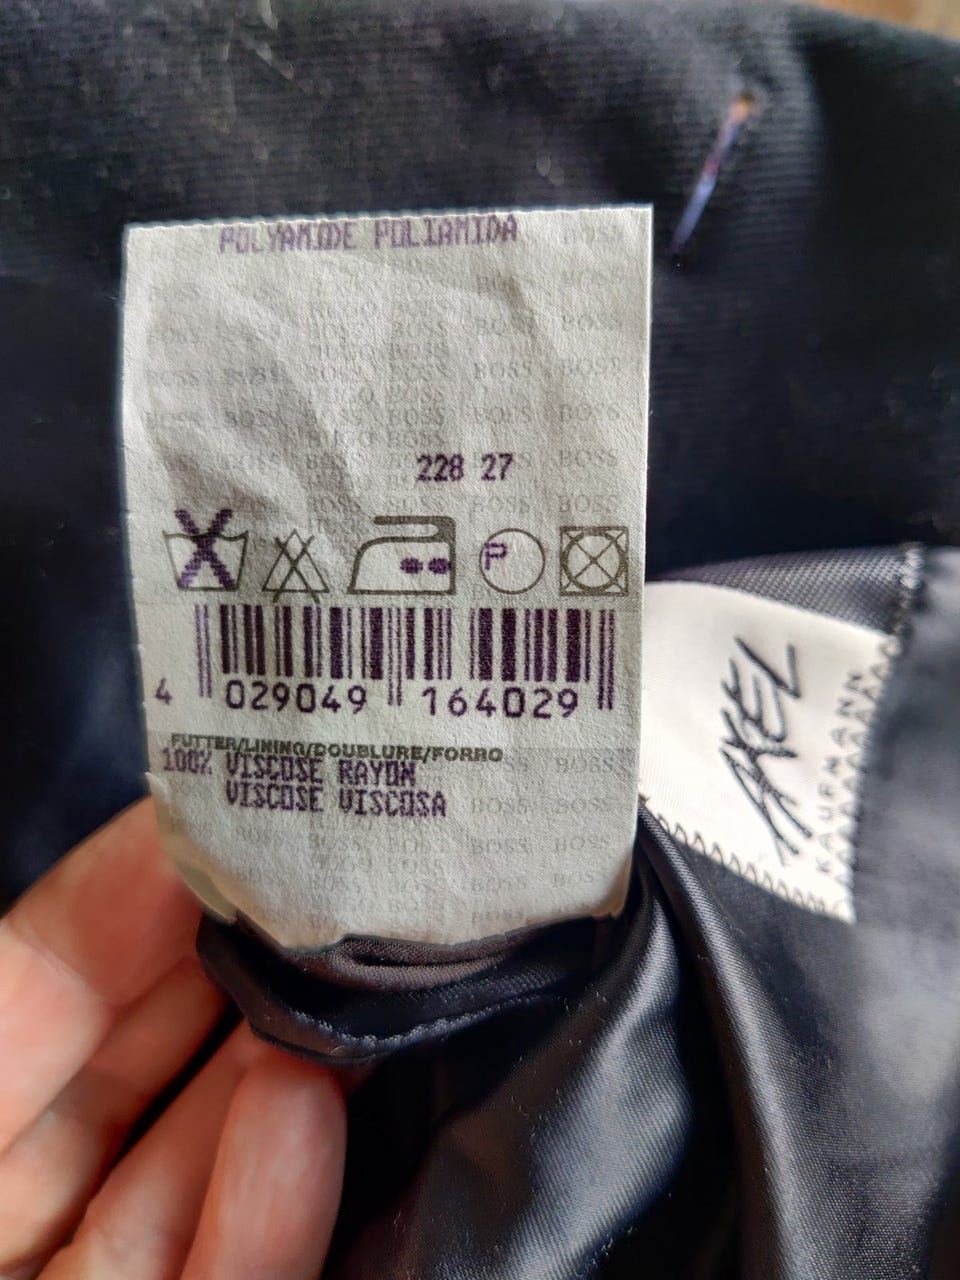 POLYAMIDE POLIAMIDA
228 27
P
4 029049 164029
FUTTER/LINING/DOUBLURE/FORRO
100% VISCOSE RAYON
VISCOSE VISCOSA
AXEL
KAUFMANN